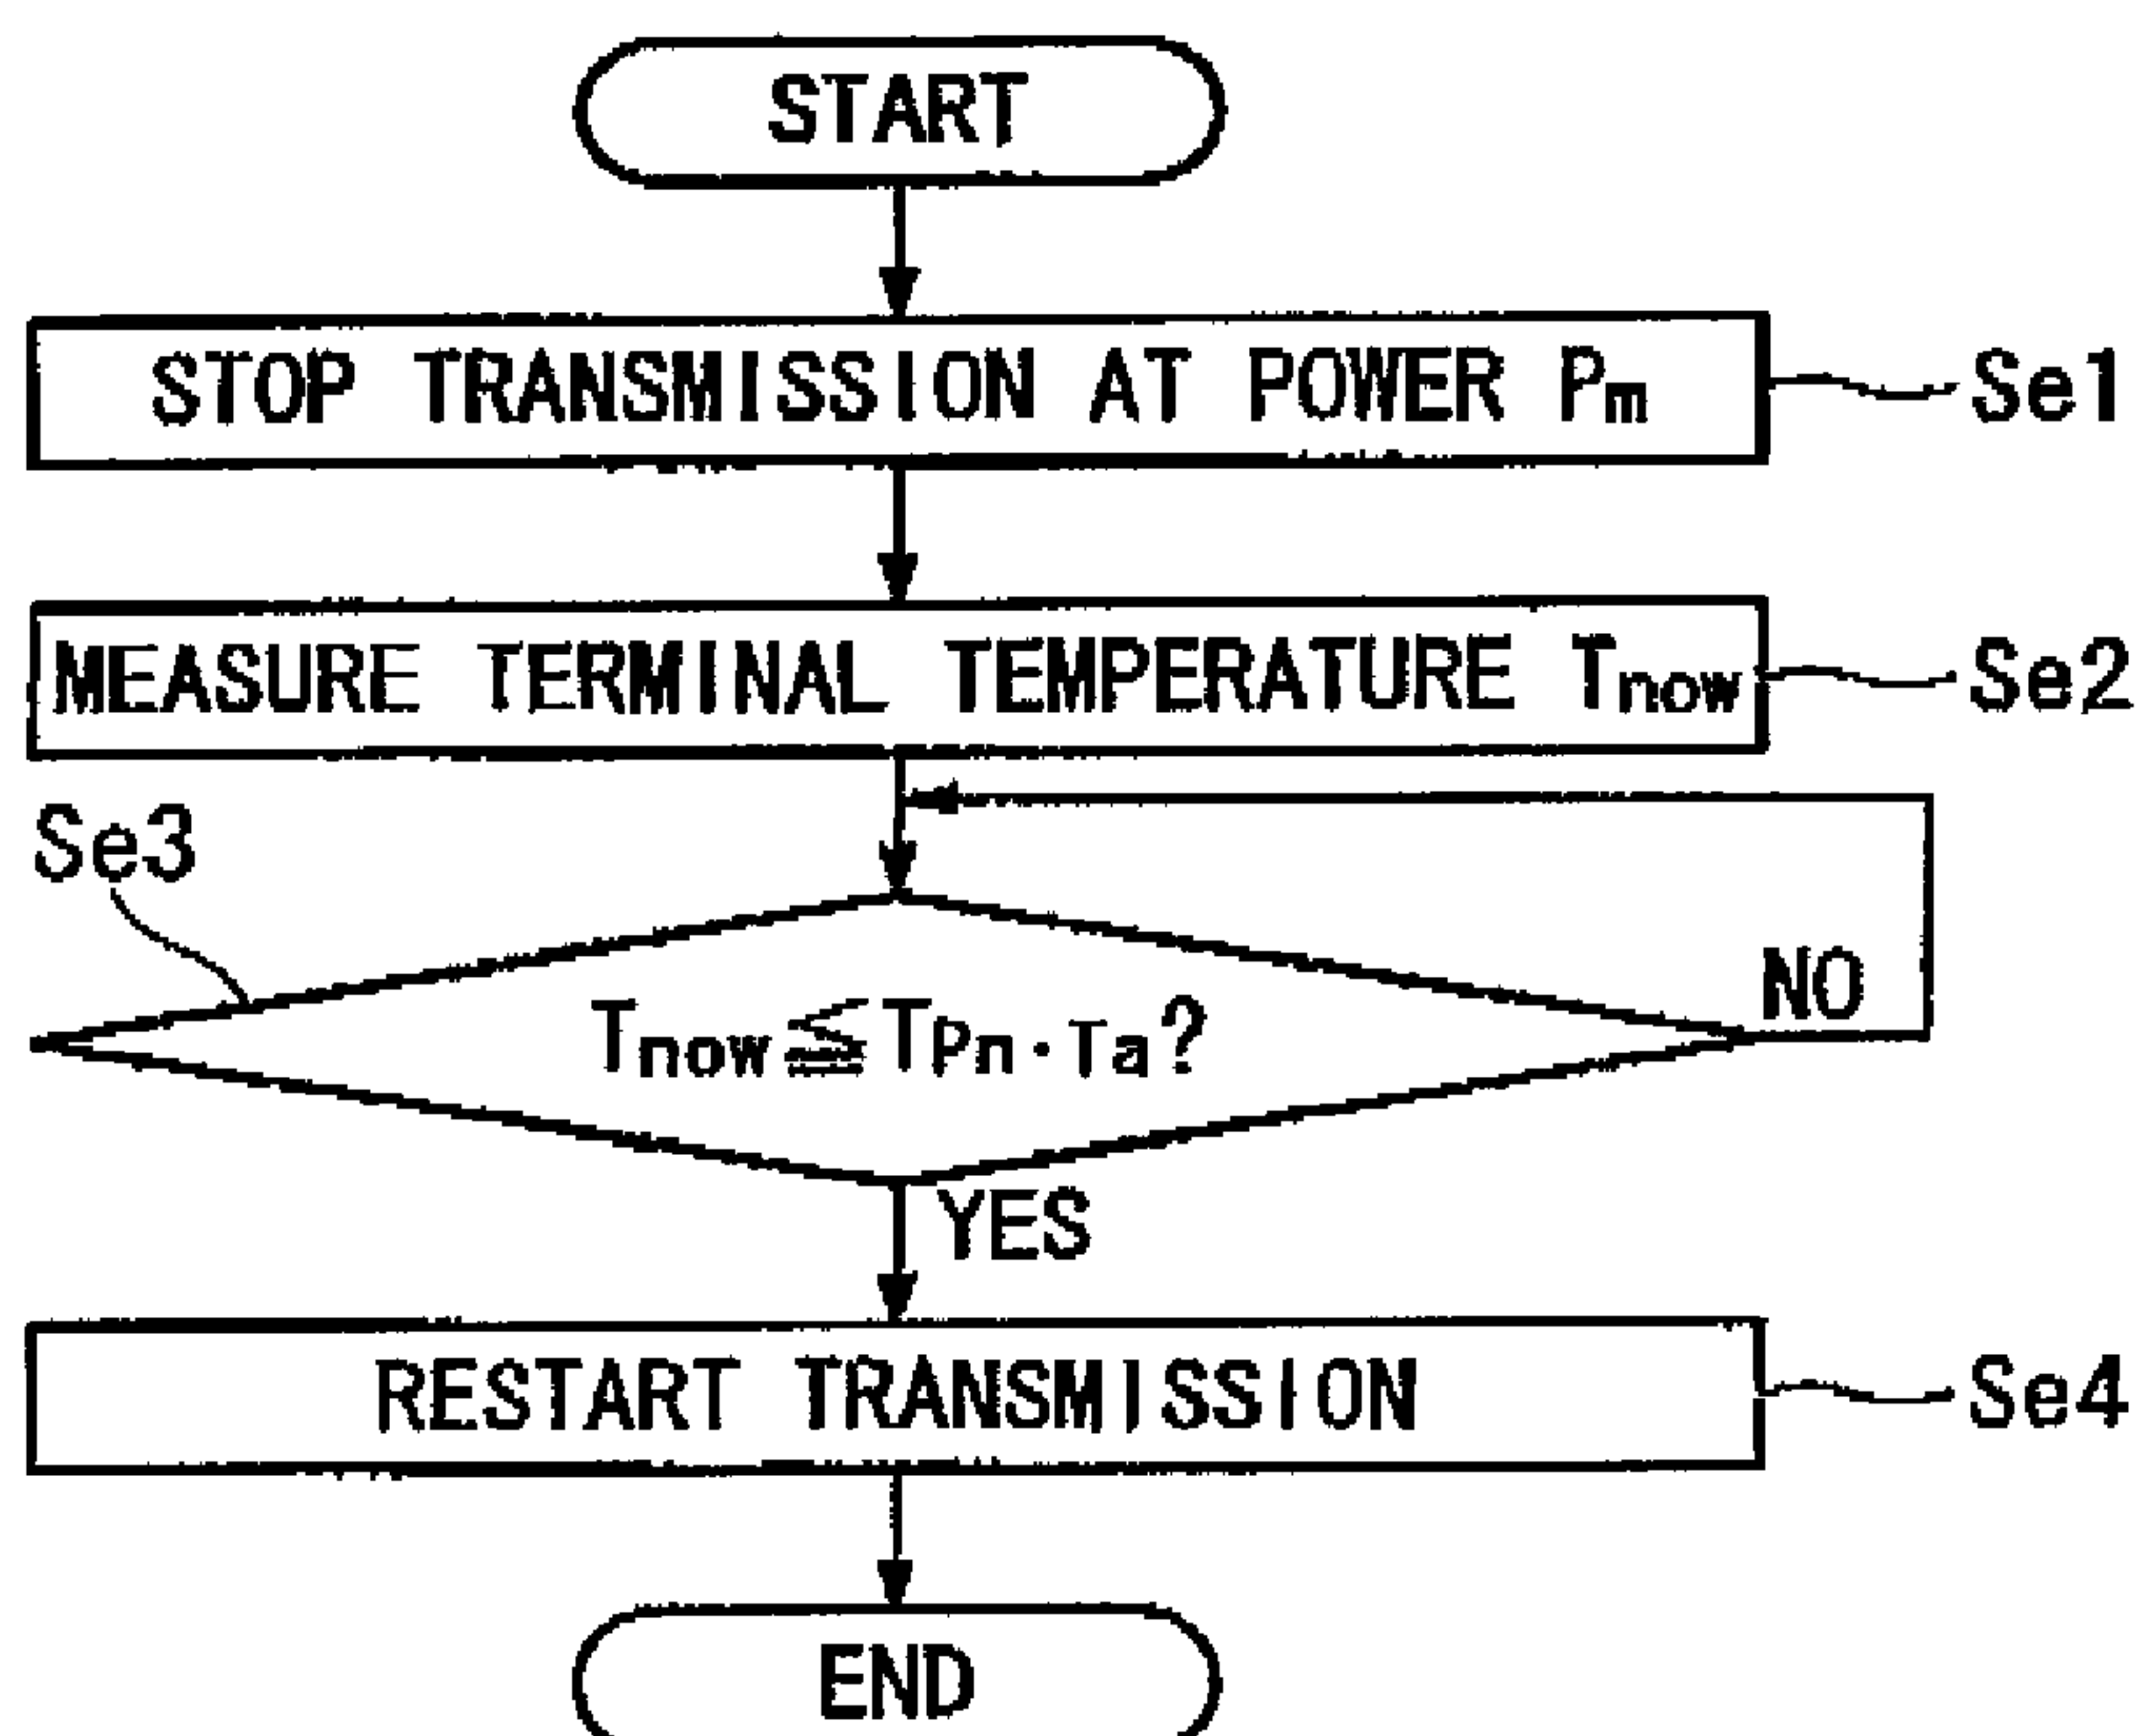 START
STOP TRANSMISSION AT POWER Pm
Se1
MEASURE TERMINAL TEMPERATURE Tnow
Se2
Se3
NO
Tnow≦TPn・Ta?
YES
RESTART TRANSMISSION
Se4
END